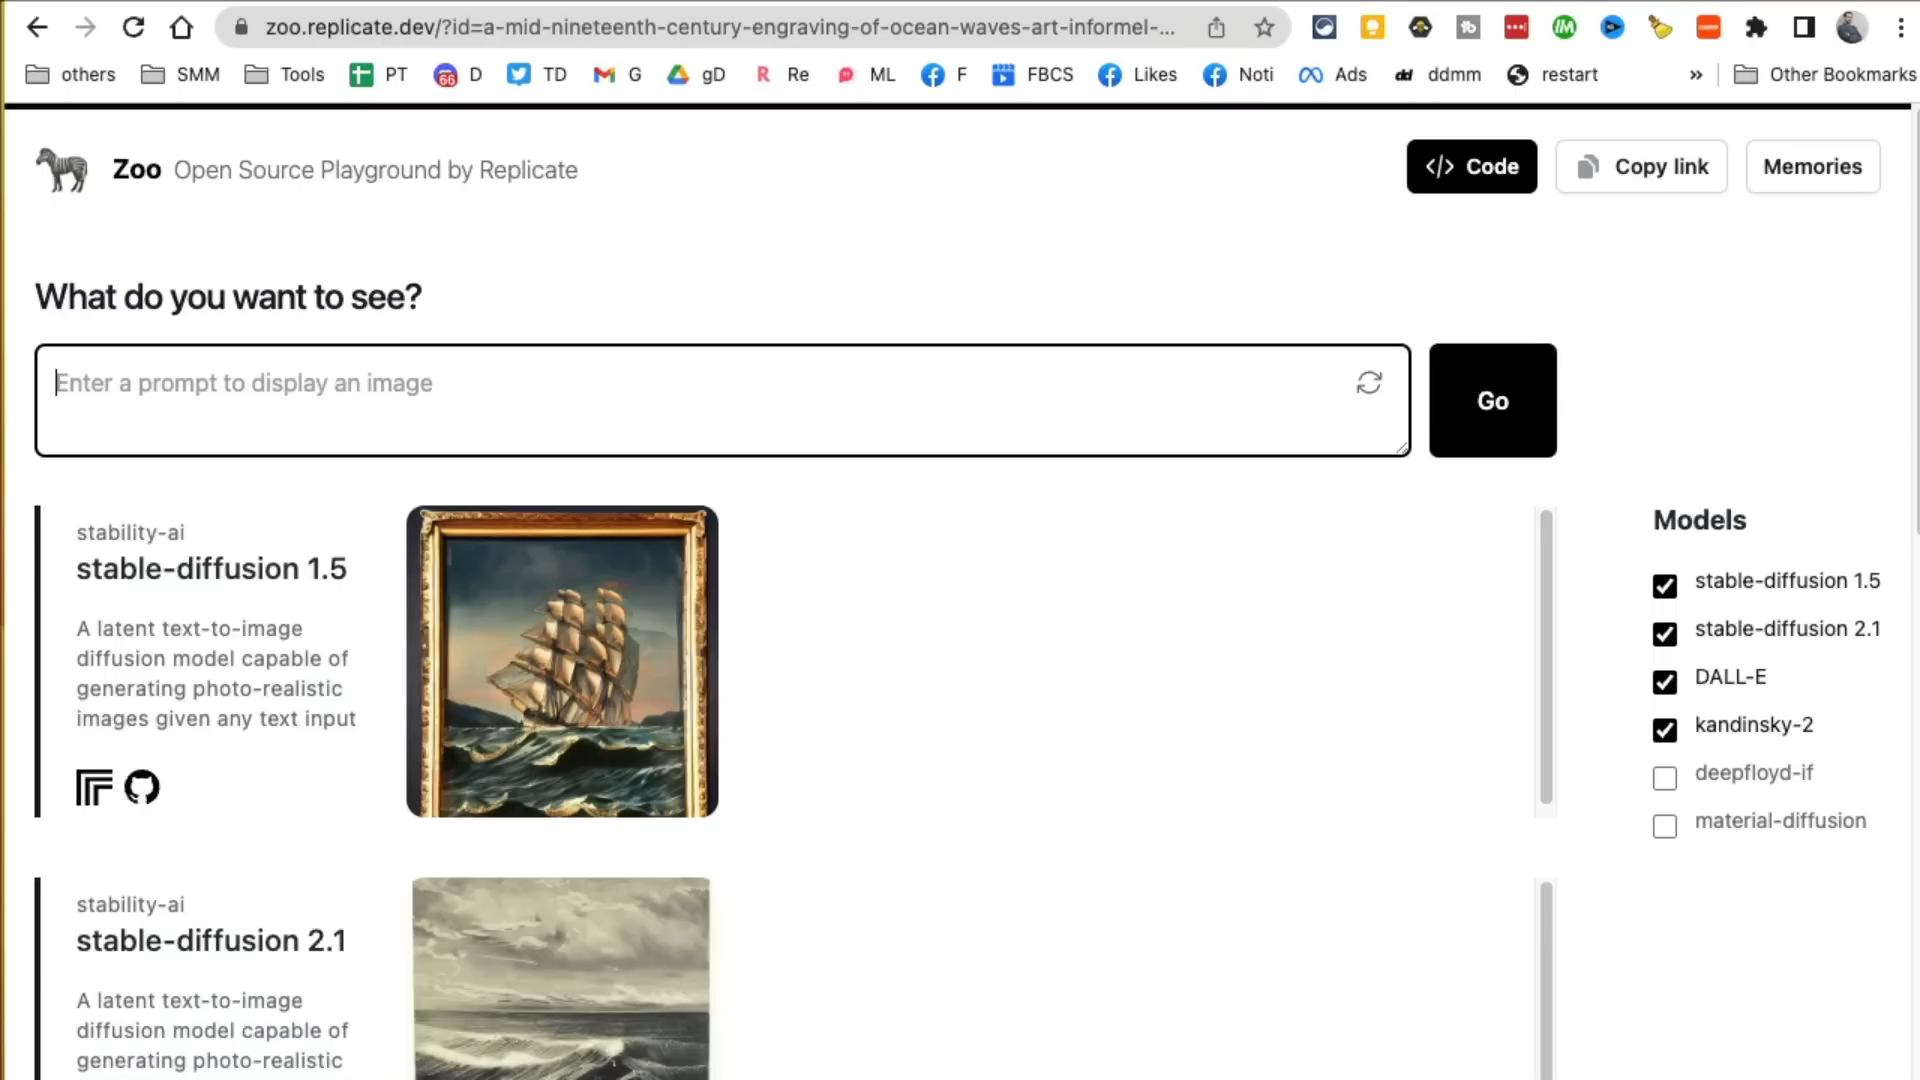 zoo.replicate.dev/?id=a-mid-nineteenth-century-engraving-of-ocean-waves-art-informel-...
others SMM Tools PT 66 D TD G gD R Re ML F FBCS Likes Noti Ads dd ddmm restart » Other Bookmarks
Zoo Open Source Playground by Replicate
</> Code Copy link Memories
What do you want to see?
Enter a prompt to display an image
Go
stability-ai
stable-diffusion 1.5
A latent text-to-image
diffusion model capable of
generating photo-realistic
images given any text input
Models
stable-diffusion 1.5
stable-diffusion 2.1
DALL-E
kandinsky-2
deepfloyd-if
material-diffusion
stability-ai
stable-diffusion 2.1
A latent text-to-image
diffusion model capable of
generating photo-realistic